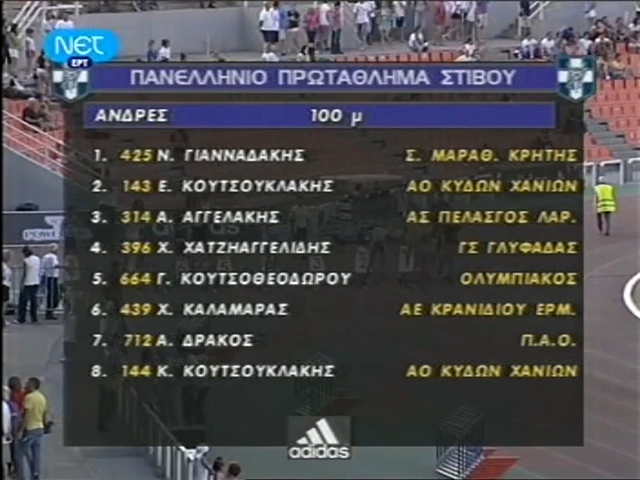 NET
ΕΡΤ
ΠΑΝΕΛΛΗΝΙΟ ΠΡΩΤΑΘΛΗΜΑ ΣΤΙΒΟΥ
ΑΝΔΡΕΣ 100 μ
1. 425 Ν. ΓΙΑΝΝΑΔΑΚΗΣ Σ. ΜΑΡΑΘ. ΚΡΗΤΗΣ
2. 143 Ε. ΚΟΥΤΣΟΥΚΛΑΚΗΣ ΑΟ ΚΥΔΩΝ ΧΑΝΙΩΝ
3. 314 Α. ΑΓΓΕΛΑΚΗΣ ΑΣ ΠΕΛΑΣΓΟΣ ΛΑΡ.
4. 396 Χ. ΧΑΤΖΗΑΓΓΕΛΙΔΗΣ ΓΣ ΓΛΥΦΑΔΑΣ
5. 664 Γ. ΚΟΥΤΣΟΘΕΟΔΩΡΟΥ ΟΛΥΜΠΙΑΚΟΣ
6. 439 Χ. ΚΑΛΑΜΑΡΑΣ ΑΕ ΚΡΑΝΙΔΙΟΥ ΕΡΜ.
7. 712 Α. ΔΡΑΚΟΣ Π.Α.Ο.
8. 144 Κ. ΚΟΥΤΣΟΥΚΛΑΚΗΣ ΑΟ ΚΥΔΩΝ ΧΑΝΙΩΝ
adidas